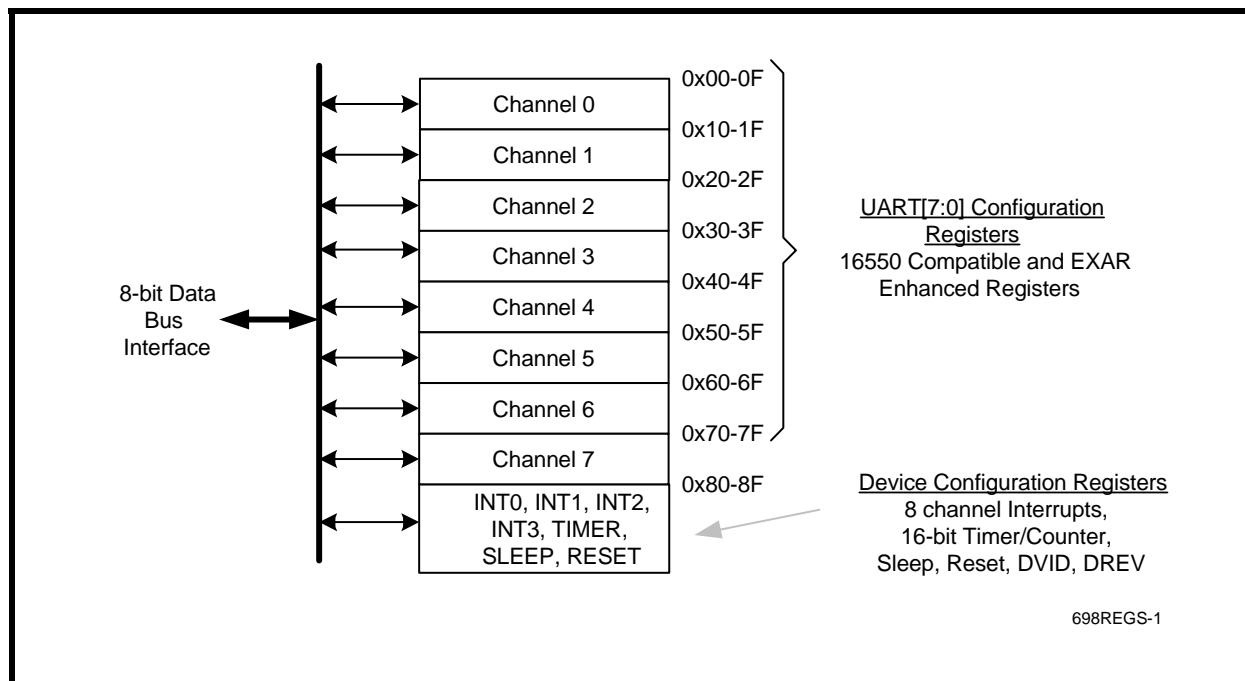 8-bit Data
Bus
Interface
0x00-0F
Channel 0
0x10-1F
Channel 1
0x20-2F
Channel 2
0x30-3F
Channel 3
0x40-4F
Channel 4
0x50-5F
Channel 5
0x60-6F
Channel 6
0x70-7F
Channel 7
0x80-8F
INT0, INT1, INT2,
INT3, TIMER,
SLEEP, RESET
UART[7:0] Configuration
Registers
16550 Compatible and EXAR
Enhanced Registers
Device Configuration Registers
8 channel Interrupts,
16-bit Timer/Counter,
Sleep, Reset, DVID, DREV
698REGS-1